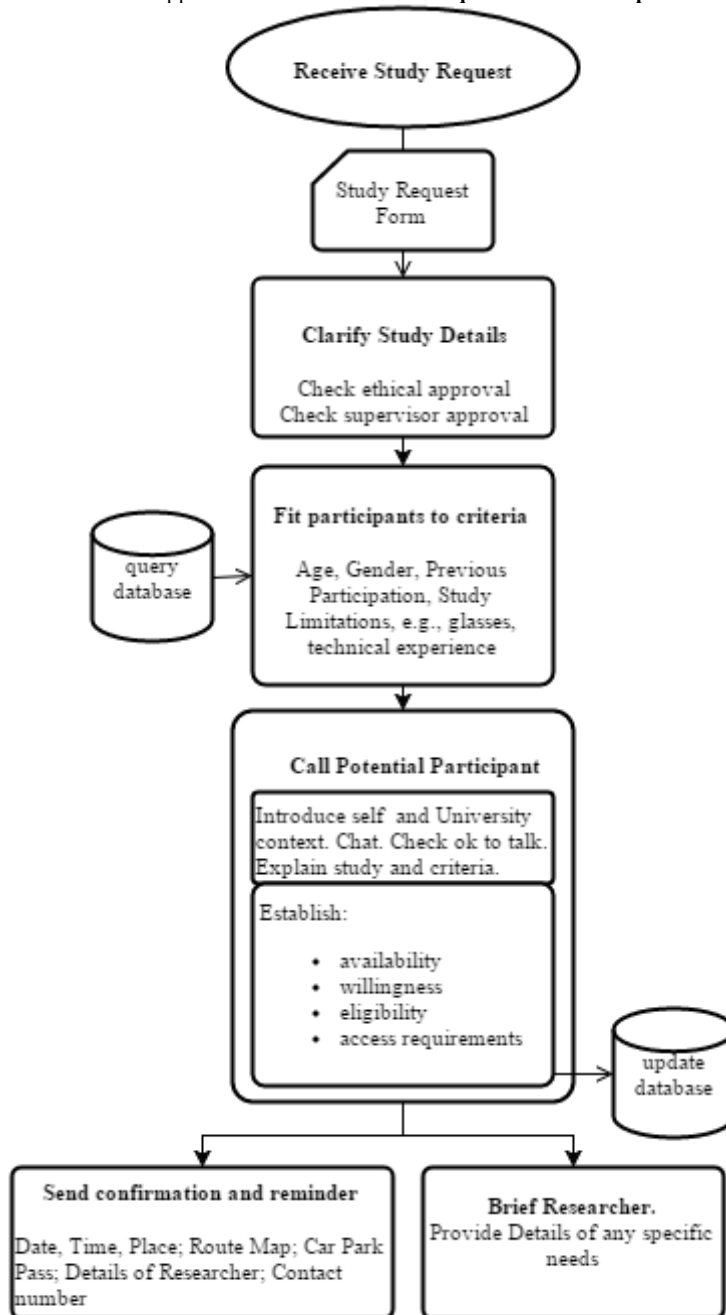 Receive Study Request
Study Request
Form
Clarify Study Details
Check ethical approval
Check supervisor approval
Fit participants to criteria
Age, Gender, Previous
Participation, Study
Limitations, e.g., glasses,
technical experience
query
database
Call Potential Participant
Introduce self and University
context. Chat. Check ok to talk.
Explain study and criteria.
Establish:
• availability
• willingness
• eligibility
• access requirements
update
database
Send confirmation and reminder
Date, Time, Place; Route Map; Car Park
Pass; Details of Researcher; Contact
number
Brief Researcher.
Provide Details of any specific
needs